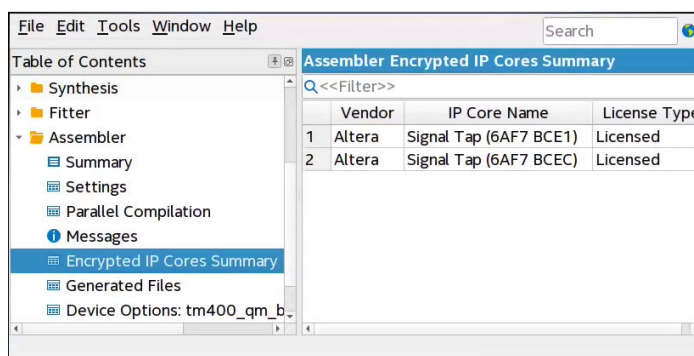 File Edit Tools Window Help
Search
Table of Contents
Synthesis
Fitter
Assembler
Summary
Settings
Parallel Compilation
Messages
Encrypted IP Cores Summary
Generated Files
Device Options: tm400_qm_b
Assembler Encrypted IP Cores Summary
<<Filter>>
Vendor IP Core Name License Type
1 Altera Signal Tap (6AF7 BCE1) Licensed
2 Altera Signal Tap (6AF7 BCEC) Licensed